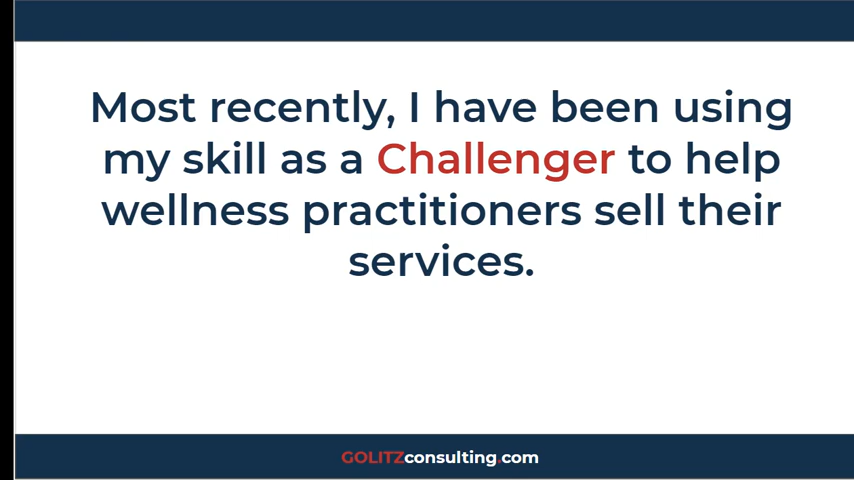 Most recently, I have been using
my skill as a Challenger to help
wellness practitioners sell their
services.
GOLITZconsulting.com